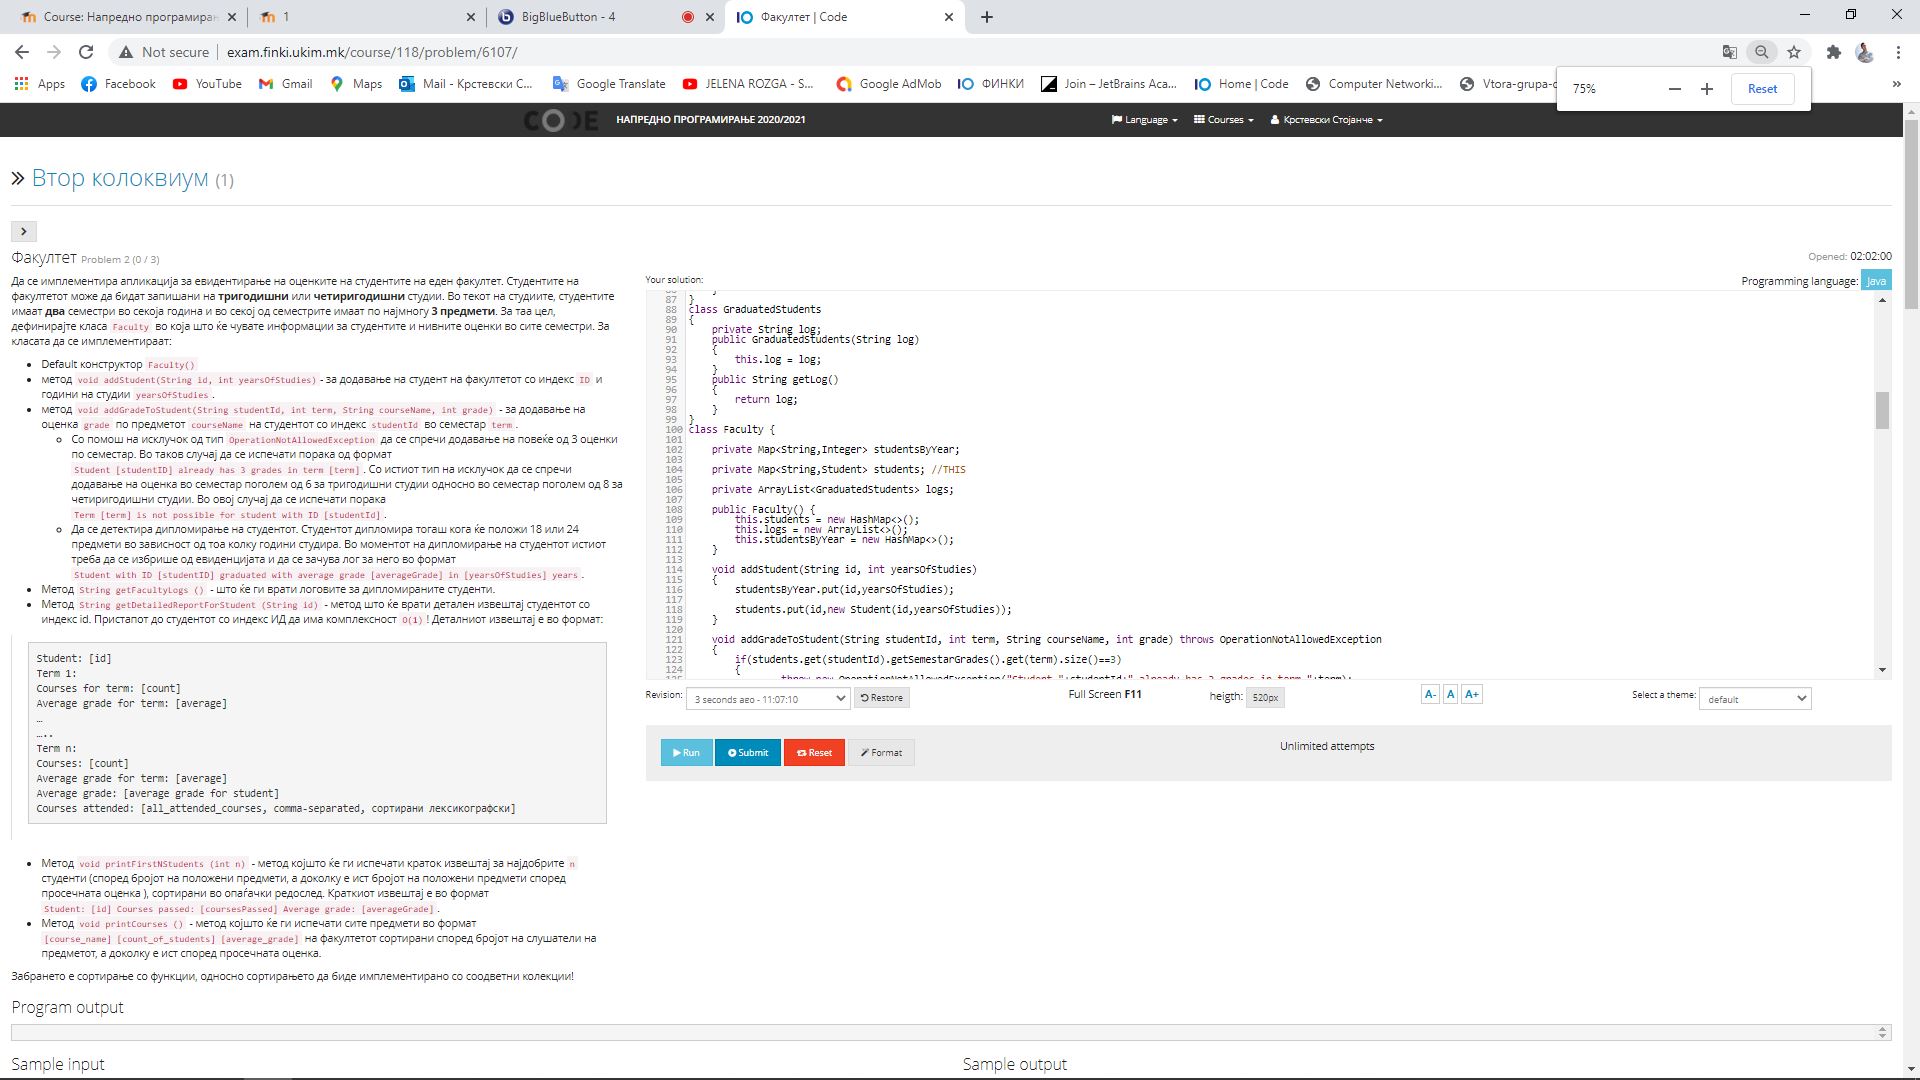 Course: Напредно програмиран
1
BigBlueButton - 4
Факултет | Code
Not secure
exam.finki.ukim.mk/course/118/problem/6107/
Apps
Facebook
YouTube
Gmail
Maps
Mail - Крстевски С...
Google Translate
JELENA ROZGA - S...
Google AdMob
ФИНКИ
Join – JetBrains Aca...
Home | Code
Computer Networki...
Vtora-grupa-c
»
75%
Reset
CODE
НАПРЕДНО ПРОГРАМИРАЊЕ 2020/2021
Language
Courses
Крстевски Стојанче
Втор колоквиум (1)
Факултет Problem 2 (0 / 3)
Opened: 02:02:00
Да се имплементира апликација за евидентирање на оценките на студентите на еден факултет. Студентите на
факултетот може да бидат запишани на тригодишни или четиригодишни студии. Во текот на студиите, студентите
имаат два семестри во секоја година и во секој од семестрите имаат по најмногу 3 предмети. За таа цел,
дефинирајте класа Faculty во која што ќе чувате информации за студентите и нивните оценки во сите семестри. За
класата да се имплементираат:
Default конструктор Faculty()
метод void addStudent(String id, int yearsOfStudies) - за додавање на студент на факултетот со индекс ID и
години на студии yearsOfStudies.
метод void addGradeToStudent(String studentId, int term, String courseName, int grade) - за додавање на
оценка grade по предметот courseName на студентот со индекс studentId во семестар term.
Со помош на исклучок од тип OperationNotAllowedException да се спречи додавање на повеќе од 3 оценки
по семестар. Во таков случај да се испечати порака од формат
Student [studentID] already has 3 grades in term [term]. Со истиот тип на исклучок да се спречи
додавање на оценка во семестар поголем од 6 за тригодишни студии односно во семестар поголем од 8 за
четиригодишни студии. Во овој случај да се испечати порака
Term [term] is not possible for student with ID [studentId].
Да се детектира дипломирање на студентот. Студентот дипломира тогаш кога ќе положи 18 или 24
предмети во зависност од тоа колку години студира. Во моментот на дипломирање на студентот истиот
треба да се избрише од евиденцијата и да се зачува лог за него во формат
Student with ID [studentID] graduated with average grade [averageGrade] in [yearsOfStudies] years.
Метод String getFacultyLogs () - што ќе ги врати логовите за дипломираните студенти.
Метод String getDetailedReportForStudent (String id) - метод што ќе врати детален извештај студентот со
индекс id. Пристапот до студентот со индекс ИД да има комплексност O(1)! Деталниот извештај е во формат:
Student: [id]
Term 1:
Courses for term: [count]
Average grade for term: [average]
…
…..
Term n:
Courses: [count]
Average grade for term: [average]
Average grade: [average grade for student]
Courses attended: [all_attended_courses, comma-separated, сортирани лексикографски]
Метод void printFirstNStudents (int n) - метод којшто ќе ги испечати краток извештај за најдобрите n
студенти (според бројот на положени предмети, а доколку е ист бројот на положени предмети според
просечната оценка ), сортирани во опаѓачки редослед. Краткиот извештај е во формат
Student: [id] Courses passed: [coursesPassed] Average grade: [averageGrade].
Метод void printCourses () - метод којшто ќе ги испечати сите предмети во формат
[course_name] [count_of_students] [average_grade] на факултетот сортирани според бројот на слушатели на
предметот, а доколку е ист според просечната оценка.
Забрането е сортирање со функции, односно сортирањето да биде имплементирано со соодветни колекции!
Your solution:
Programming language: Java
87 }
88 class GraduatedStudents
89 {
90 private String log;
91 public GraduatedStudents(String log)
92 {
93 this.log = log;
94 }
95 public String getLog()
96 {
97 return log;
98 }
99 }
100 class Faculty {
101
102 private Map<String,Integer> studentsByYear;
103
104 private Map<String,Student> students; //THIS
105
106 private ArrayList<GraduatedStudents> logs;
107
108 public Faculty() {
109 this.students = new HashMap<>();
110 this.logs = new ArrayList<>();
111 this.studentsByYear = new HashMap<>();
112 }
113
114 void addStudent(String id, int yearsOfStudies)
115 {
116 studentsByYear.put(id,yearsOfStudies);
117
118 students.put(id,new Student(id,yearsOfStudies));
119 }
120
121 void addGradeToStudent(String studentId, int term, String courseName, int grade) throws OperationNotAllowedException
122 {
123 if(students.get(studentId).getSemestarGrades().get(term).size()==3)
124 {
throw new OperationNotAllowedException("Student "+studentId+" already has 3 grades in term "+term);
Revision:
3 seconds aeo - 11:07:10
Restore
Full Screen F11
heigth: 520px
A- A A+
Select a theme: default
Run
Submit
Reset
Format
Unlimited attempts
Program output
Sample input
Sample output